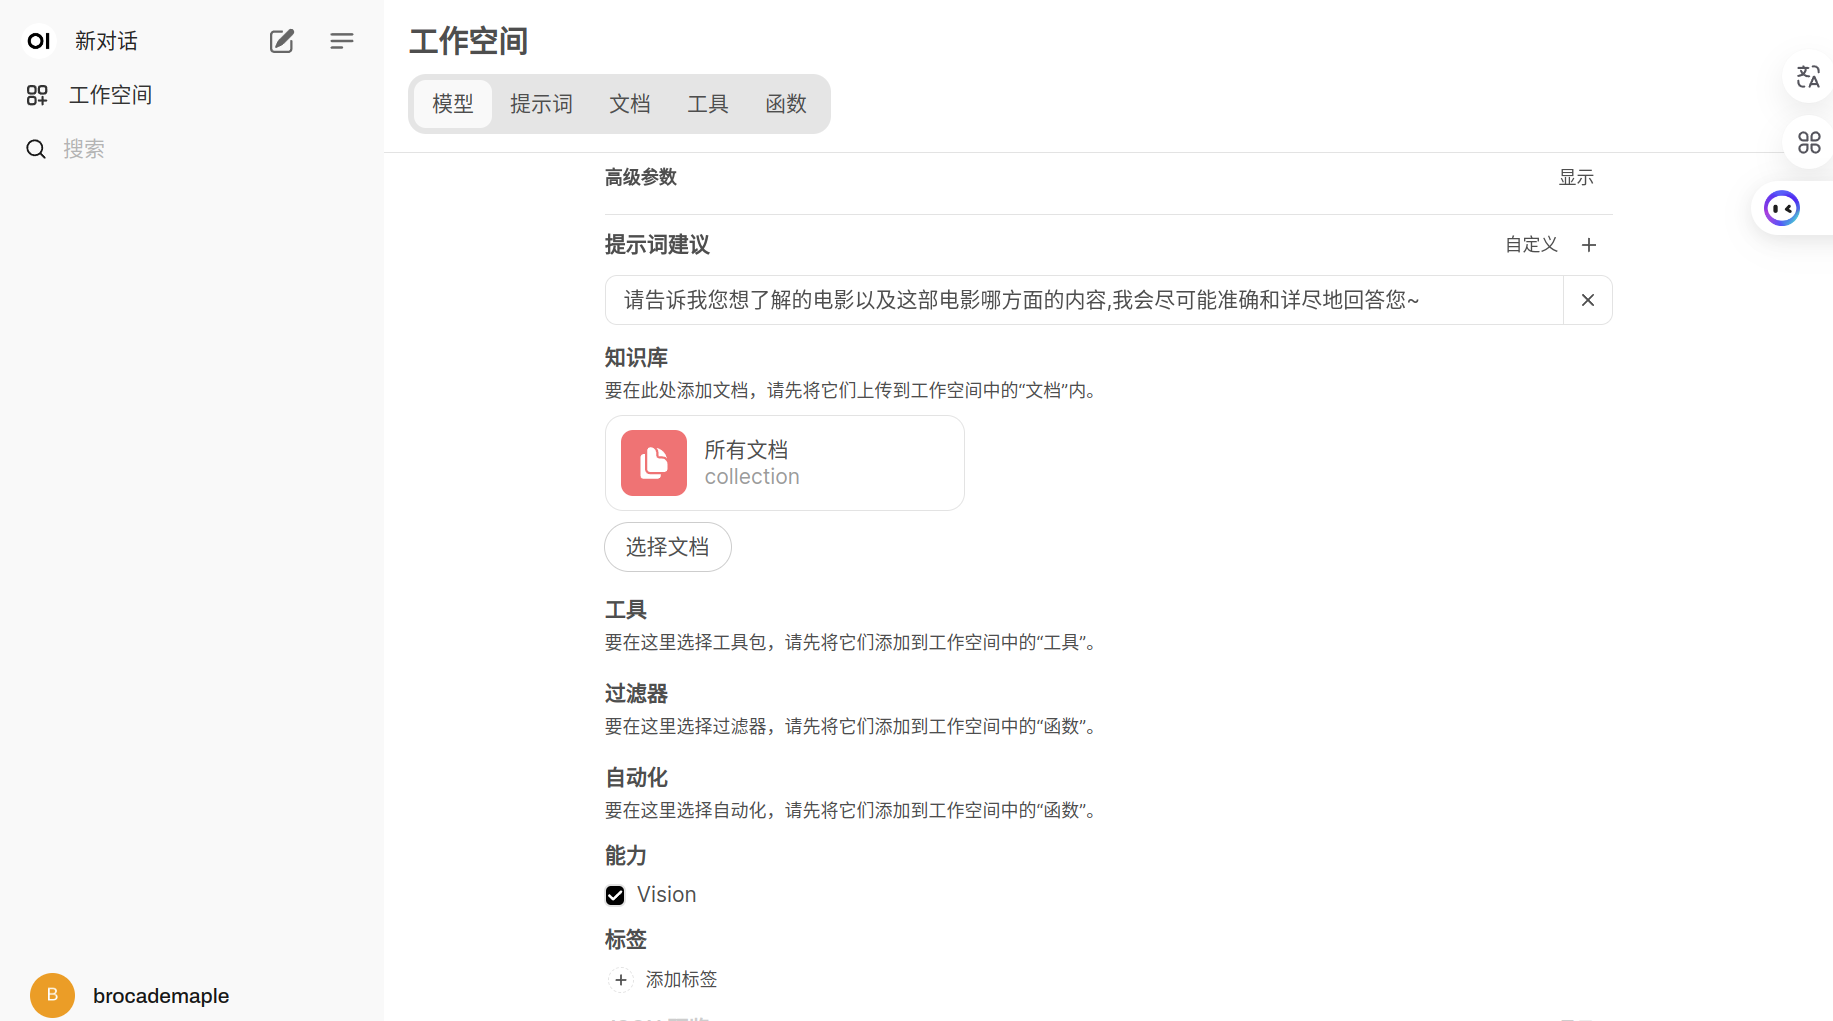 OI 新对话
工作空间
搜索
工作空间
模型 提示词 文档 工具 函数
高级参数 显示
提示词建议 自定义
请告诉我您想了解的电影以及这部电影哪方面的内容,我会尽可能准确和详尽地回答您~
知识库
要在此处添加文档，请先将它们上传到工作空间中的“文档”内。
所有文档
collection
选择文档
工具
要在这里选择工具包，请先将它们添加到工作空间中的“工具”。
过滤器
要在这里选择过滤器，请先将它们添加到工作空间中的“函数”。
自动化
要在这里选择自动化，请先将它们添加到工作空间中的“函数”。
能力
Vision
标签
添加标签
B brocademaple